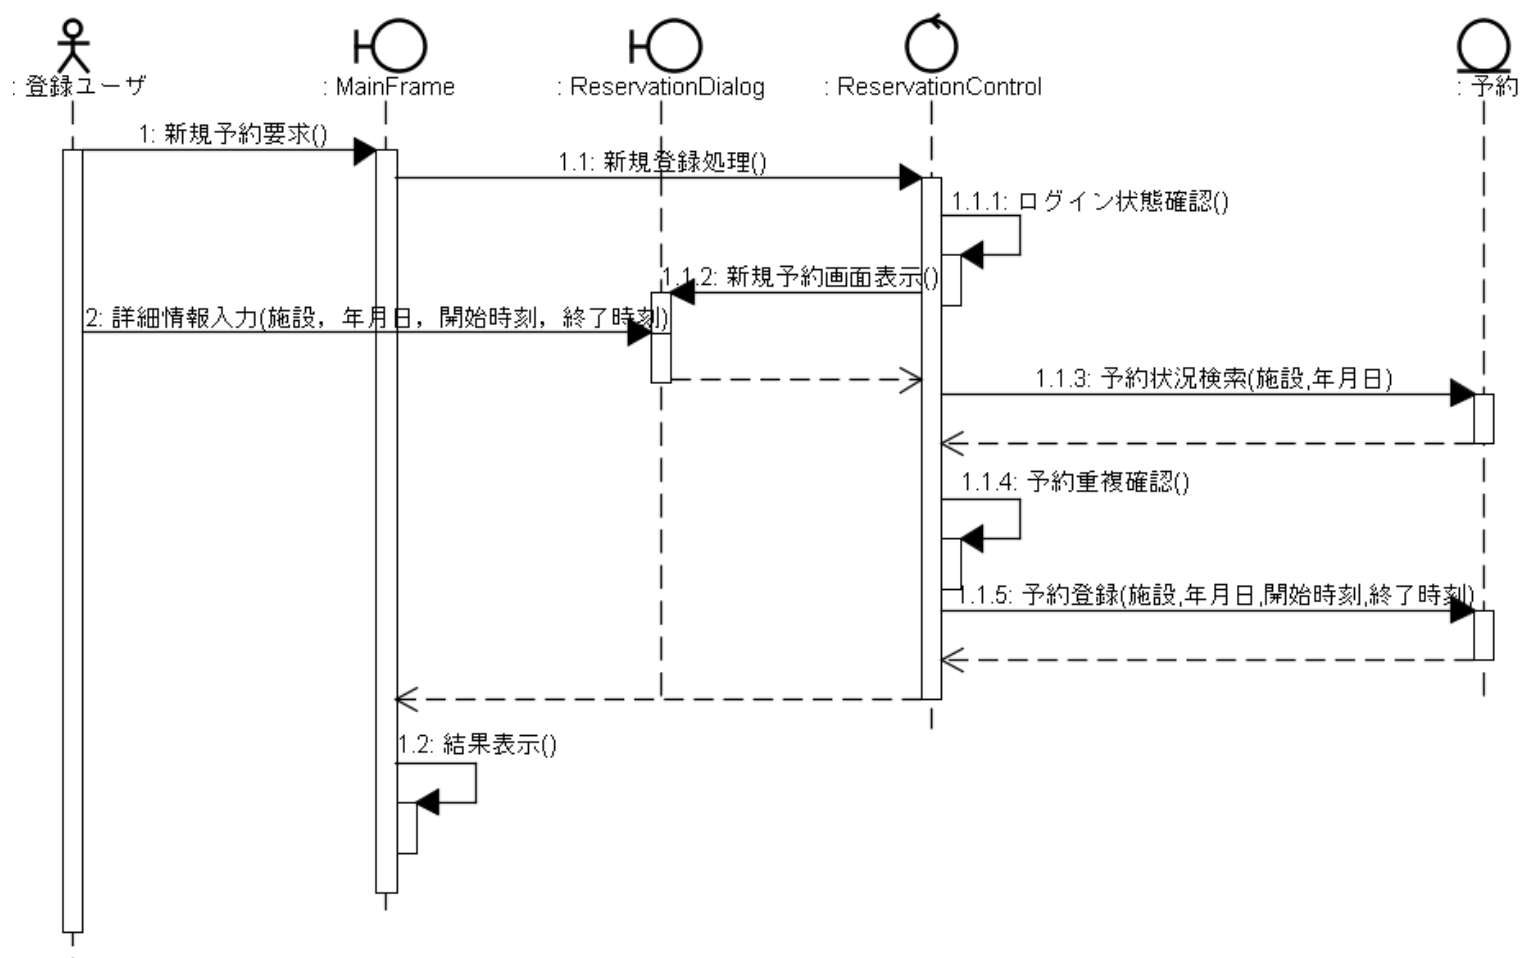 : 登録ユーザ
: MainFrame
: ReservationDialog
: ReservationControl
: 予約
1: 新規予約要求()
1.1: 新規登録処理()
1.1.1: ログイン状態確認()
1.1.2: 新規予約画面表示()
2: 詳細情報入力(施設，年月日，開始時刻，終了時刻)
1.1.3: 予約状況検索(施設,年月日)
1.1.4: 予約重複確認()
1.1.5: 予約登録(施設,年月日,開始時刻,終了時刻)
1.2: 結果表示()